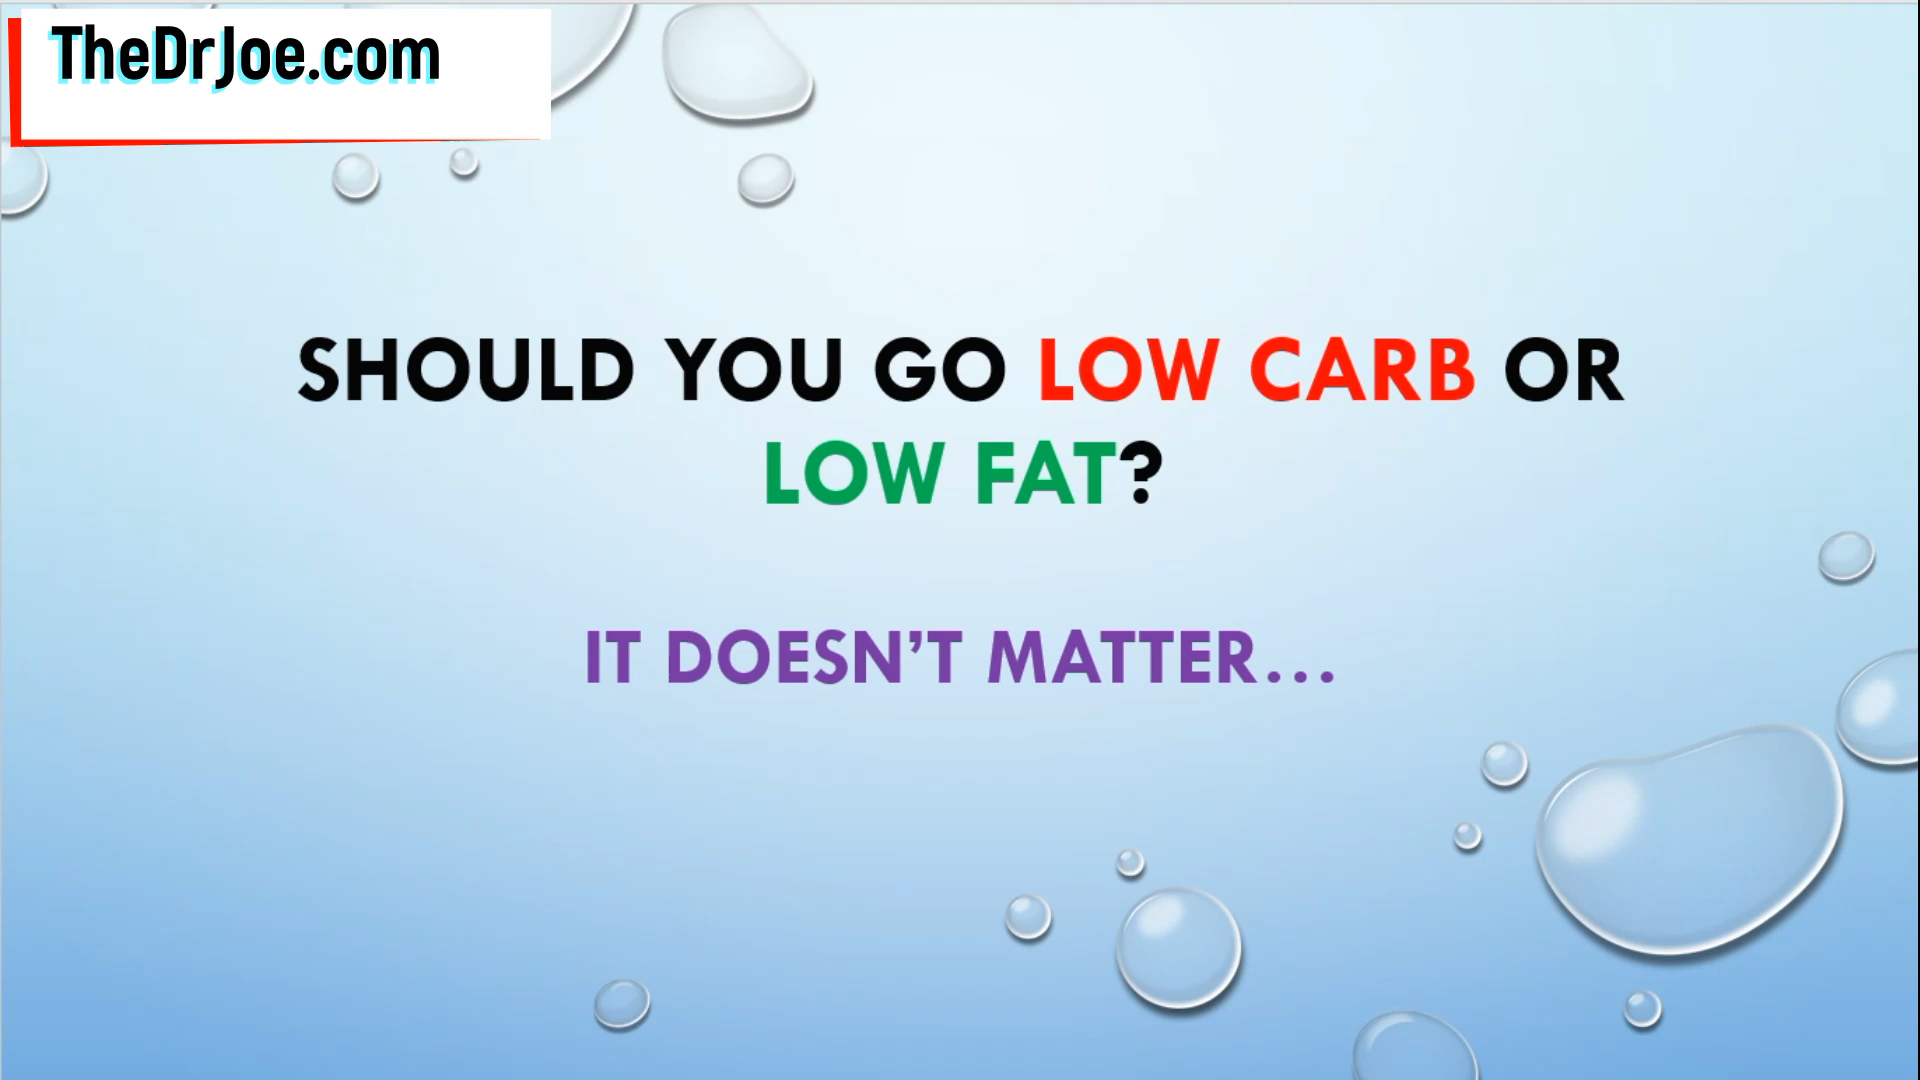 TheDrJoe.com
SHOULD YOU GO LOW CARB OR
LOW FAT?
IT DOESN’T MATTER...